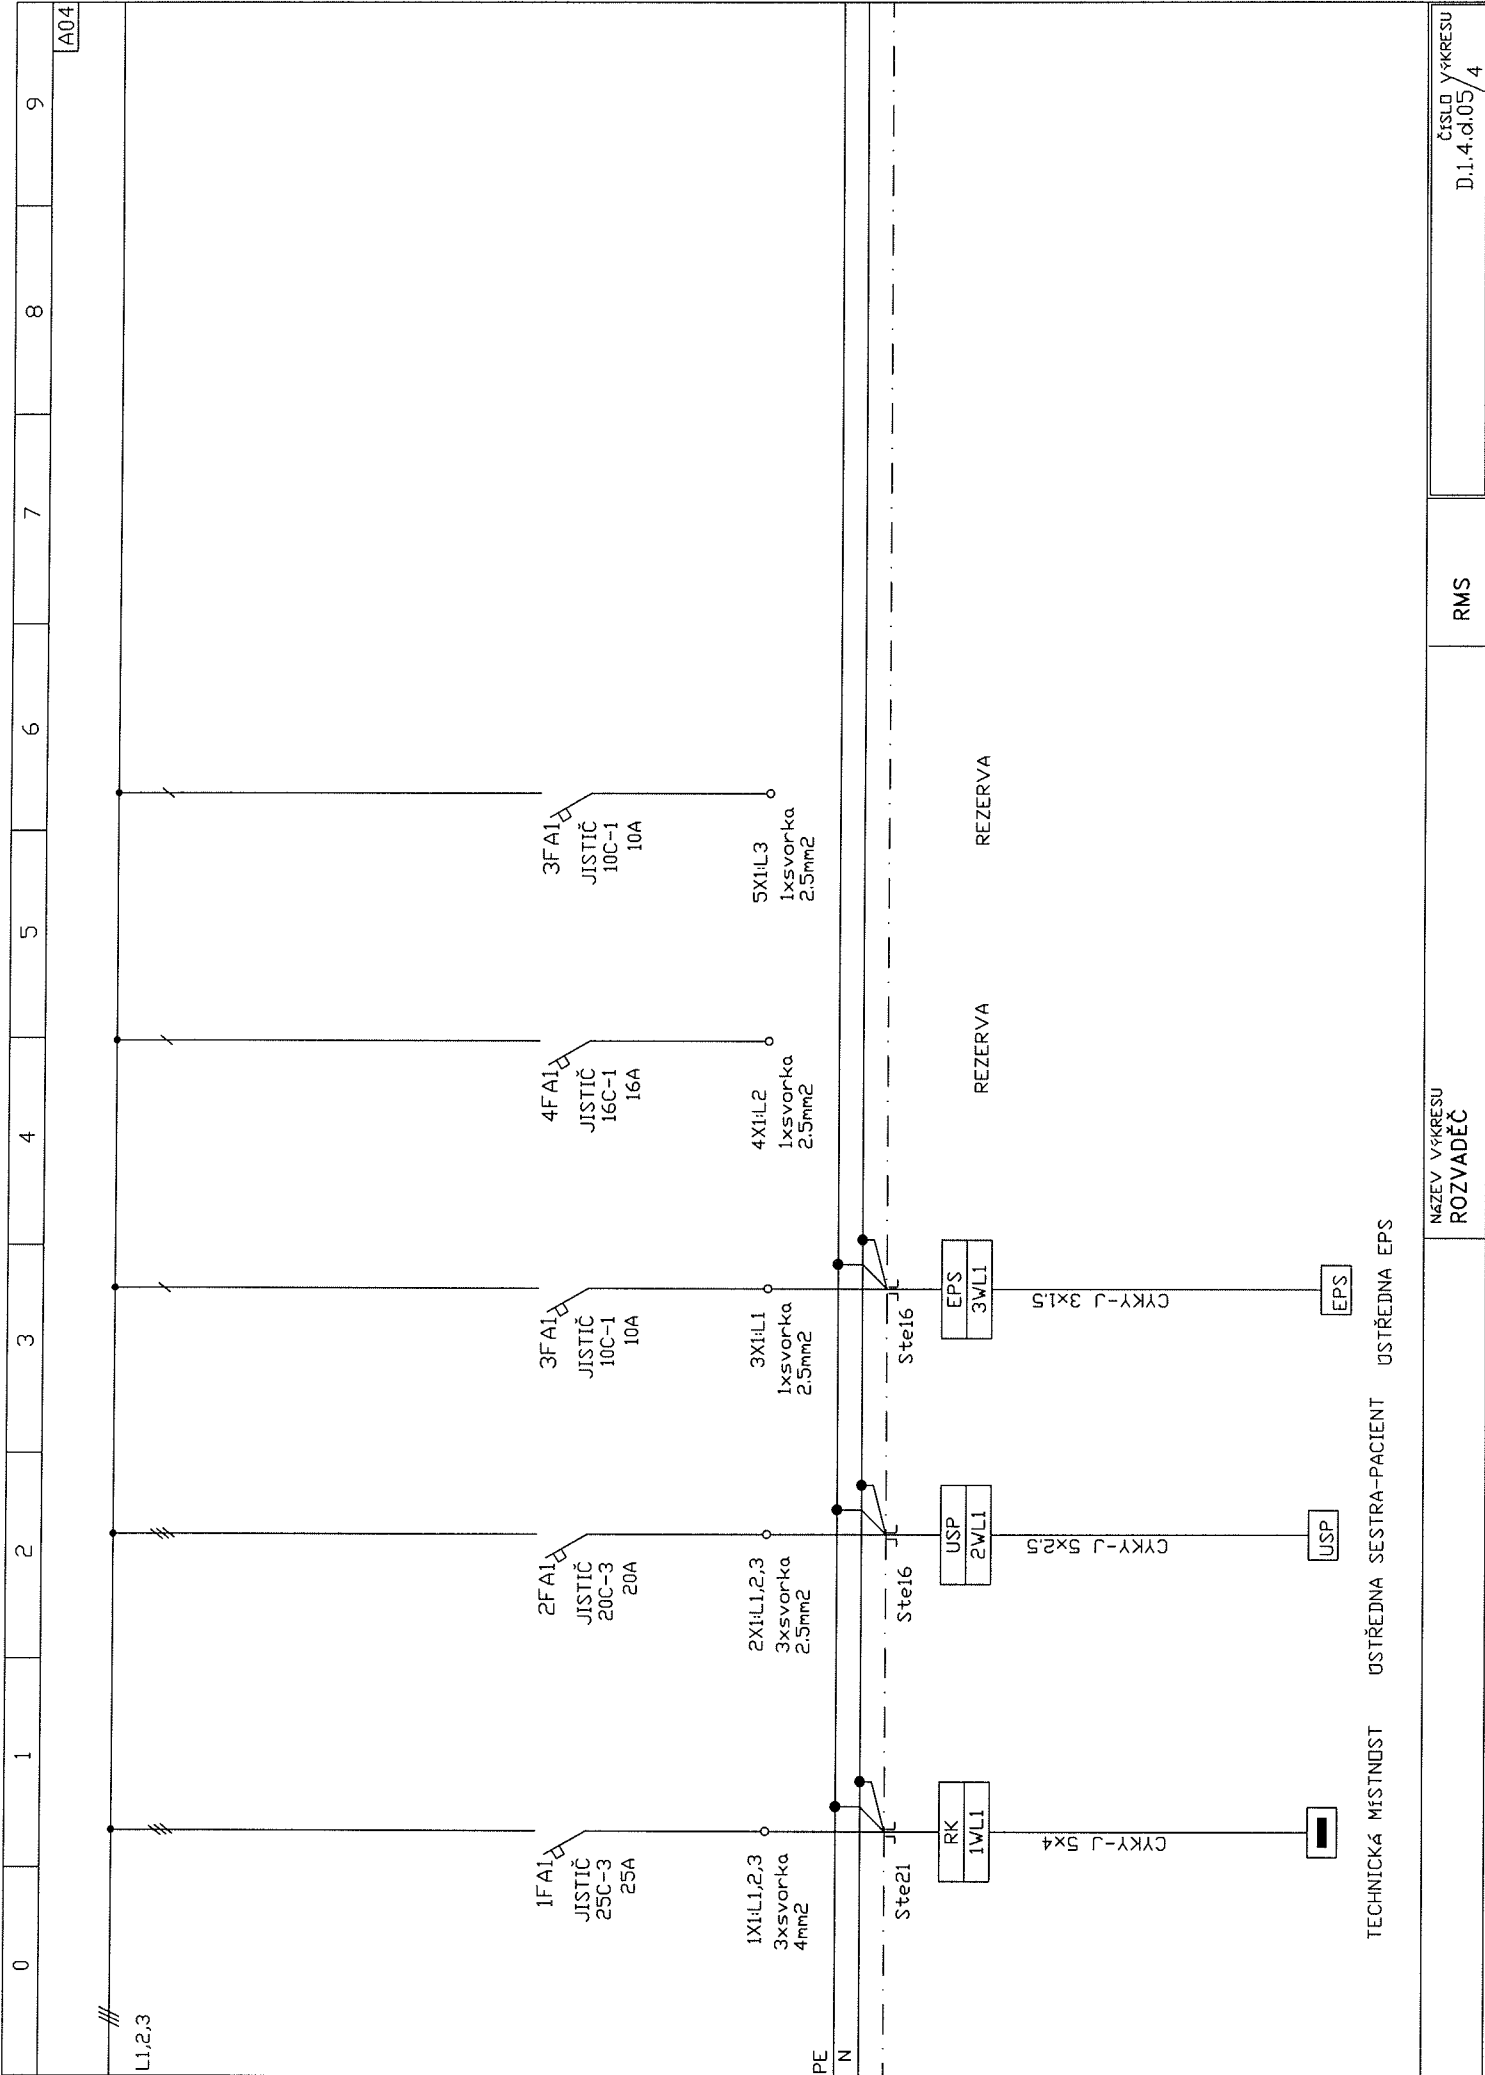 0 1 2 3 4 5 6 7 8 9
A04
L1,2,3
1FA1
JISTIČ
25C-3
25A
2FA1
JISTIČ
20C-3
20A
3FA1
JISTIČ
10C-1
10A
4FA1
JISTIČ
16C-1
16A
3FA1
JISTIČ
10C-1
10A
1X1:L1,2,3
3xsvorka
4mm2
2X1:L1,2,3
3xsvorka
2.5mm2
3X1:L1
1xsvorka
2.5mm2
4X1:L2
1xsvorka
2.5mm2
5X1:L3
1xsvorka
2.5mm2
PE
N
Ste21
Ste16
Ste16
RK
1WL1
USP
2WL1
EPS
3WL1
REZERVA
REZERVA
CYKY-J 5x4
CYKY-J 5x2.5
CYKY-J 3x1.5
USP
EPS
TECHNICKÁ MÍSTNOST
ÚSTŘEDNA SESTRA-PACIENT
ÚSTŘEDNA EPS
NÁZEV VÝKRESU
ROZVADĚČ
RMS
ČÍSLO VÝKRESU
D.1.4.d.05/4